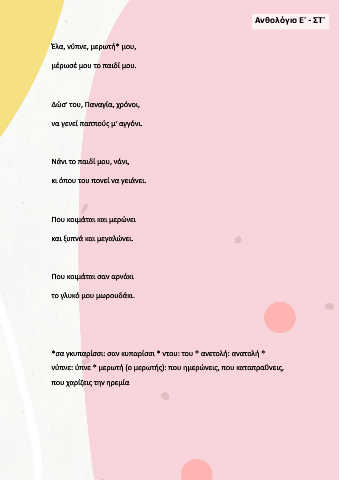 Ανθολόγιο Ε΄ - ΣΤ΄
Έλα, νύπνε, μερωτή* μου,
μέρωσέ μου το παιδί μου.
Δώσ' του, Παναγία, χρόνοι,
να γενεί παππούς μ' αγγόνι.
Νάνι το παιδί μου, νάνι,
κι όπου του πονεί να γειάνει.
Που κοιμάται και μερώνει
και ξυπνά και μεγαλώνει.
Που κοιμάται σαν αρνάκι
το γλυκό μου μωρουδάκι.
*σα γκυπαρίσσι: σαν κυπαρίσσι * ντου: του * ανετολή: ανατολή *
νύπνε: ύπνε * μερωτή (ο μερωτής): που ημερώνεις, που καταπραΰνεις,
που χαρίζεις την ηρεμία